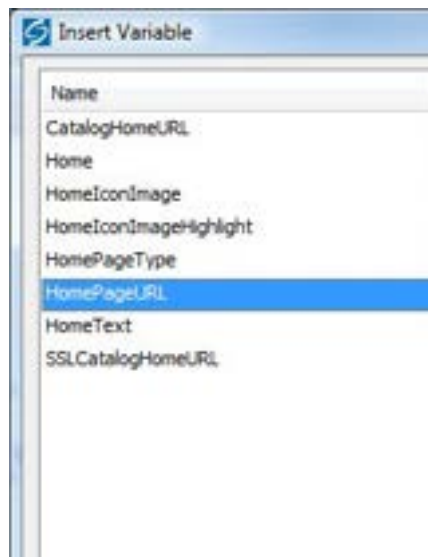 Insert Variable
Name
CatalogHomeURL
Home
HomeIconImage
HomeIconImageHighlight
HomePageType
HomePageURL
HomeText
SSLCatalogHomeURL